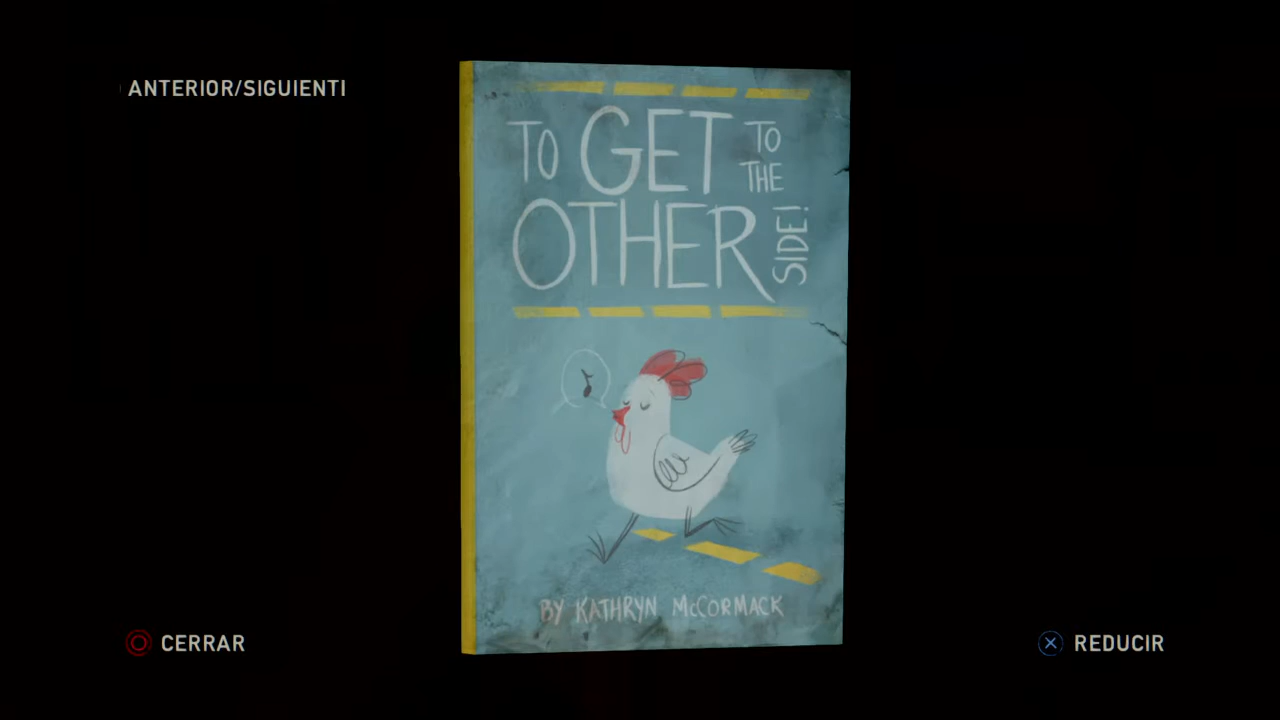 ANTERIOR/SIGUIENTI
TO GET TO
THE
OTHER SIDE!
BY KATHRYN McCORMACK
CERRAR
REDUCIR